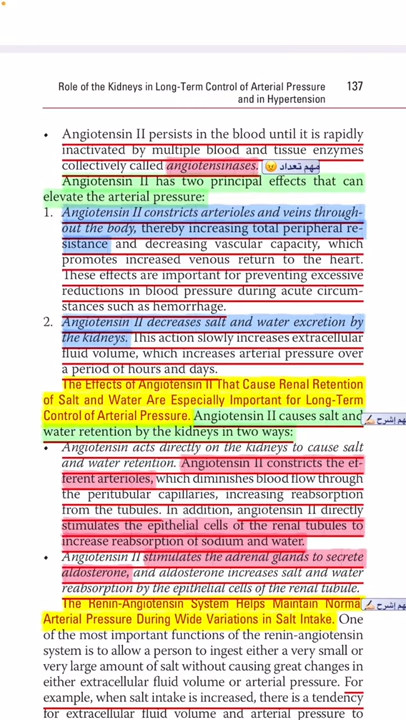 Role of the Kidneys in Long-Term Control of Arterial Pressure 137
and in Hypertension
• Angiotensin II persists in the blood until it is rapidly
inactivated by multiple blood and tissue enzymes
collectively called angiotensinases. مهم تعداد
Angiotensin II has two principal effects that can
elevate the arterial pressure:
1. Angiotensin II constricts arterioles and veins through-
out the body, thereby increasing total peripheral re-
sistance and decreasing vascular capacity, which
promotes increased venous return to the heart.
These effects are important for preventing excessive
reductions in blood pressure during acute circum-
stances such as hemorrhage.
2. Angiotensin II decreases salt and water excretion by
the kidneys. This action slowly increases extracellular
fluid volume, which increases arterial pressure over
a period of hours and days.
The Effects of Angiotensin II That Cause Renal Retention
of Salt and Water Are Especially Important for Long-Term
Control of Arterial Pressure. Angiotensin II causes salt and
water retention by the kidneys in two ways:
• Angiotensin acts directly on the kidneys to cause salt
and water retention. Angiotensin II constricts the ef-
ferent arterioles, which diminishes blood flow through
the peritubular capillaries, increasing reabsorption
from the tubules. In addition, angiotensin II directly
stimulates the epithelial cells of the renal tubules to
increase reabsorption of sodium and water.
• Angiotensin II stimulates the adrenal glands to secrete
aldosterone, and aldosterone increases salt and water
reabsorption by the epithelial cells of the renal tubule.
The Renin-Angiotensin System Helps Maintain Norma
Arterial Pressure During Wide Variations in Salt Intake. One
of the most important functions of the renin-angiotensin
system is to allow a person to ingest either a very small or
very large amount of salt without causing great changes in
either extracellular fluid volume or arterial pressure. For
example, when salt intake is increased, there is a tendency
for extracellular fluid volume and arterial pressure to